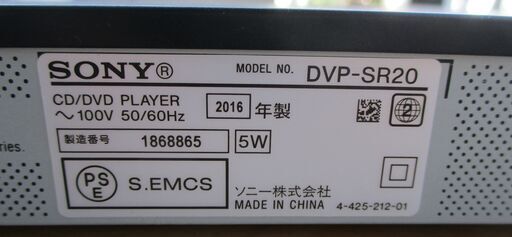 SONY® MODEL NO. DVP-SR20
CD/DVD PLAYER
～100V 50/60Hz
2016 年製
2
製造番号 1868865 5W
PS
E
S.EMCS
ソニー株式会社
MADE IN CHINA 4-425-212-01